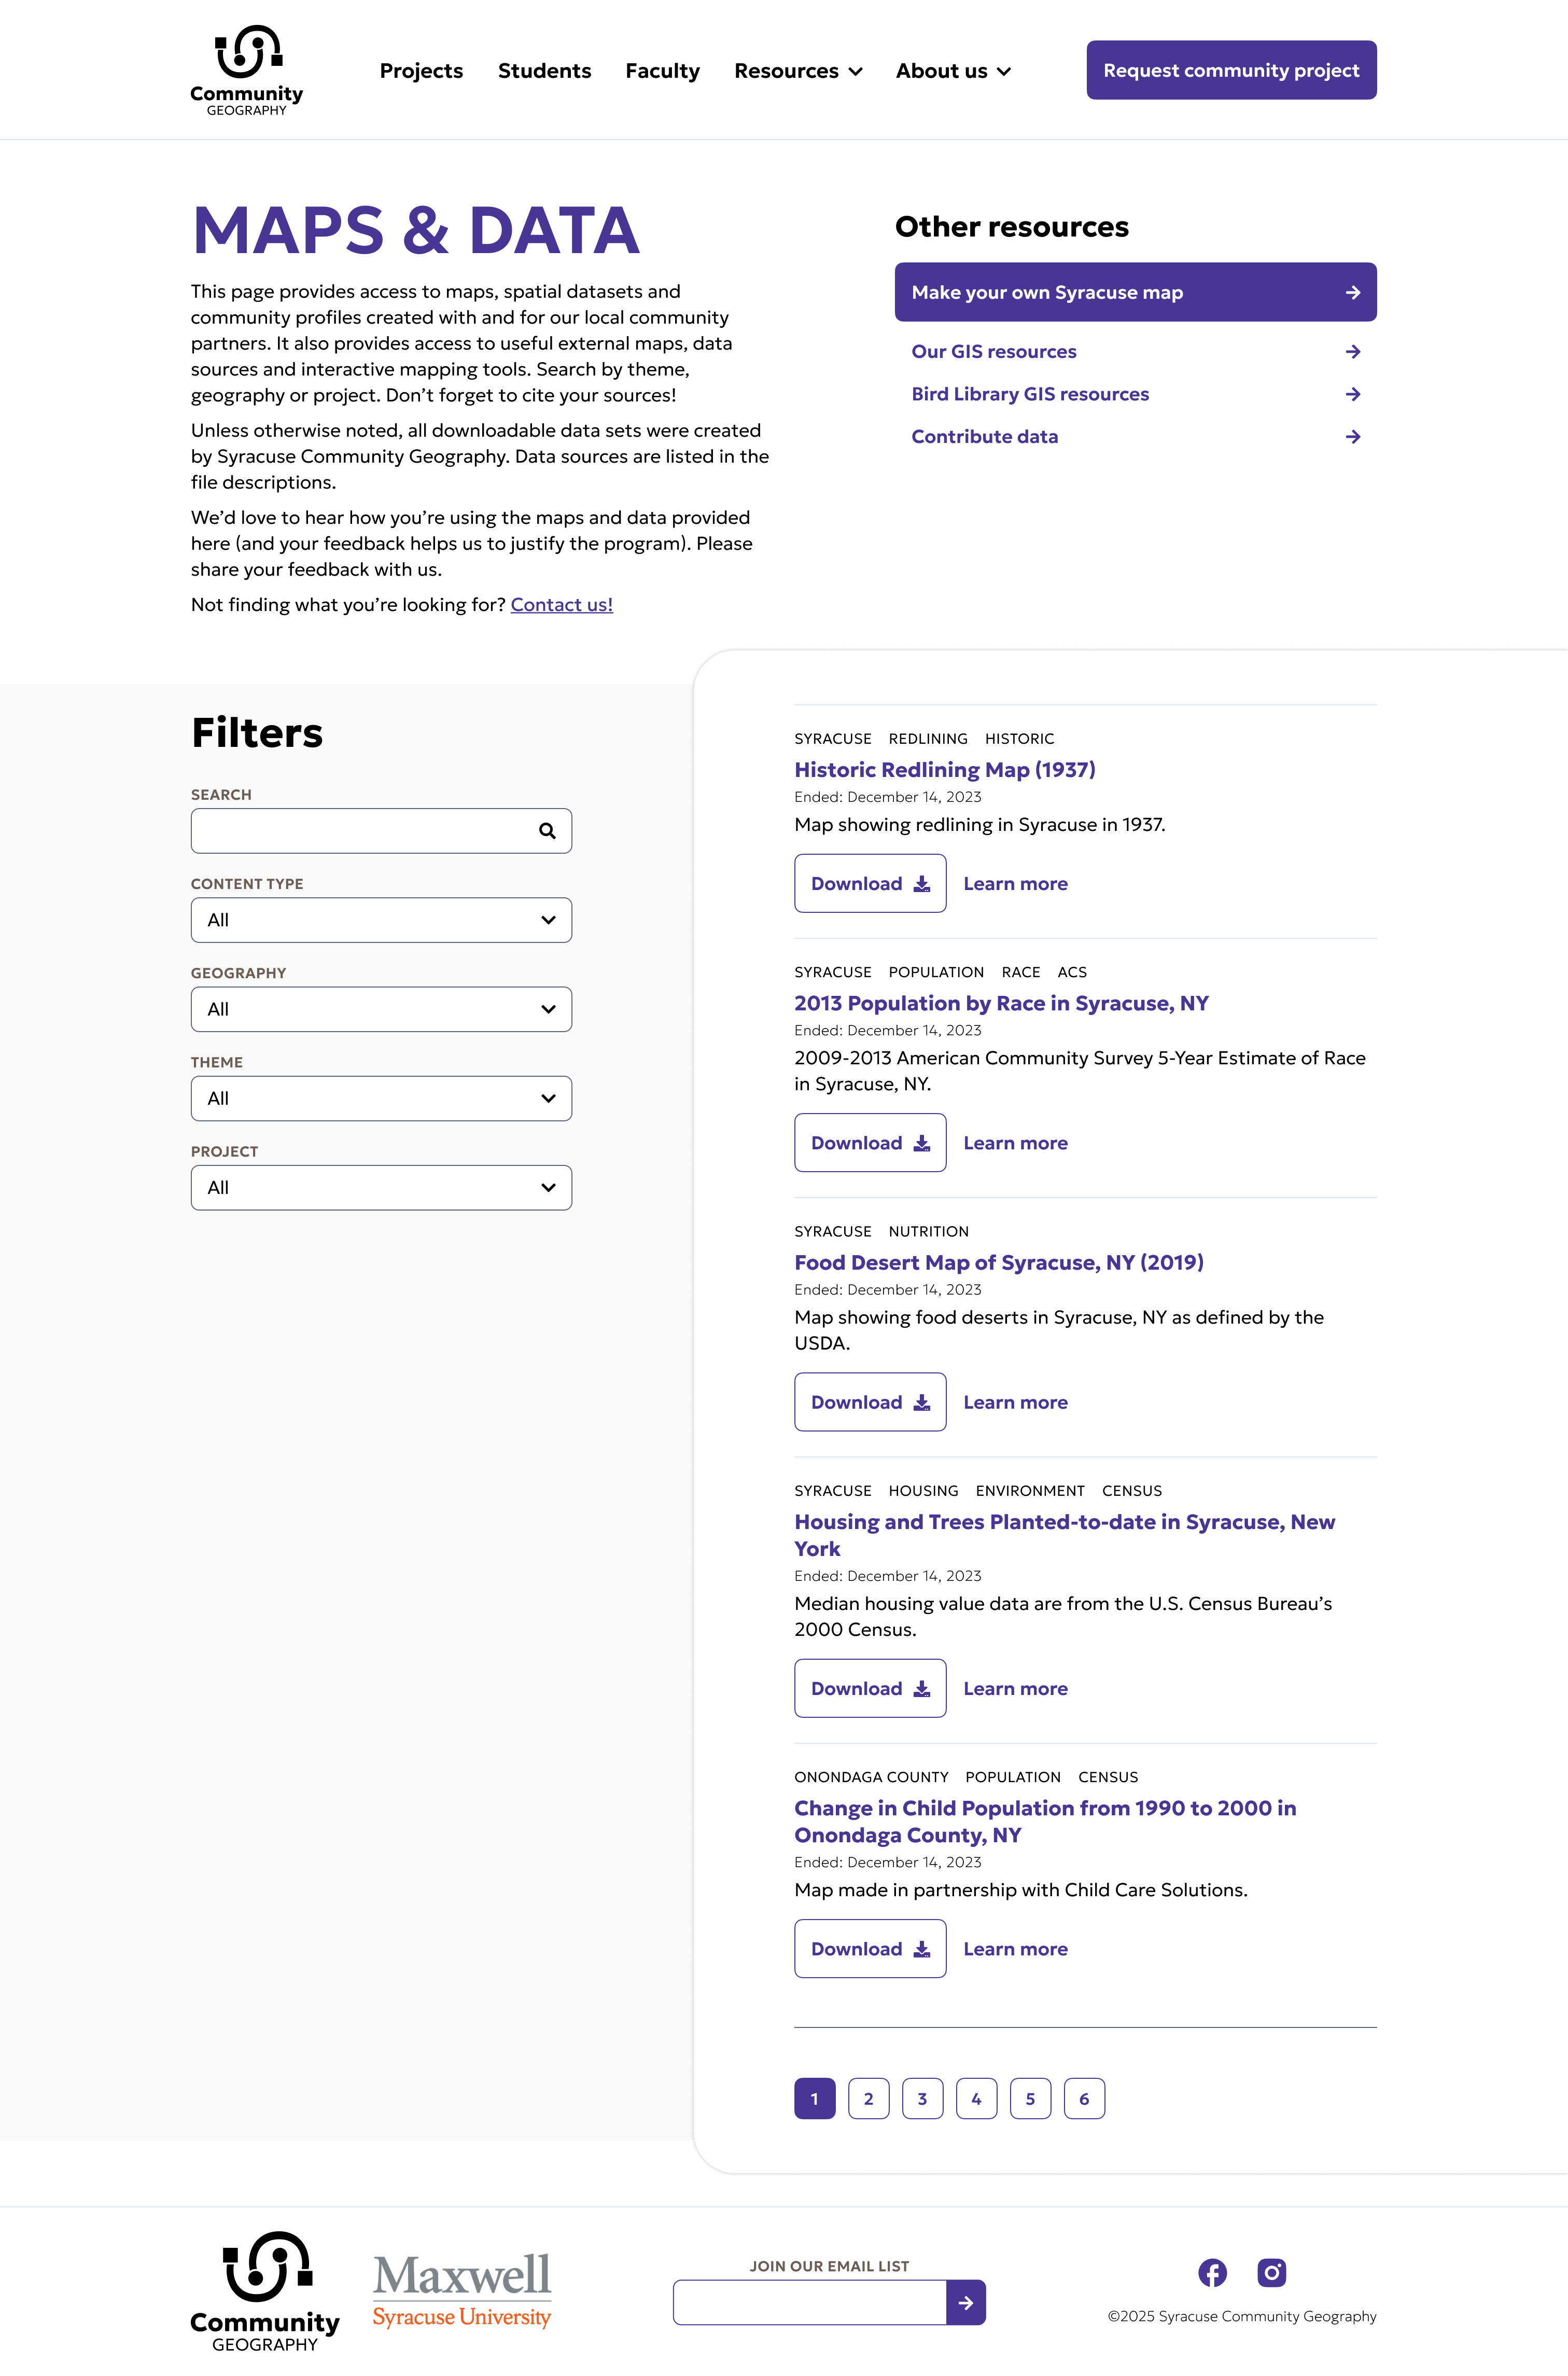 Community
GEOGRAPHY
Projects
Students
Faculty
Resources
About us
Request community project
MAPS & DATA
This page provides access to maps, spatial datasets and
community profiles created with and for our local community
partners. It also provides access to useful external maps, data
sources and interactive mapping tools. Search by theme,
geography or project. Don’t forget to cite your sources!
Unless otherwise noted, all downloadable data sets were created
by Syracuse Community Geography. Data sources are listed in the
file descriptions.
We’d love to hear how you’re using the maps and data provided
here (and your feedback helps us to justify the program). Please
share your feedback with us.
Not finding what you’re looking for? Contact us!
Other resources
Make your own Syracuse map
Our GIS resources
Bird Library GIS resources
Contribute data
Filters
SEARCH
CONTENT TYPE
All
GEOGRAPHY
All
THEME
All
PROJECT
All
SYRACUSE REDLINING HISTORIC
Historic Redlining Map (1937)
Ended: December 14, 2023
Map showing redlining in Syracuse in 1937.
Download Learn more
SYRACUSE POPULATION RACE ACS
2013 Population by Race in Syracuse, NY
Ended: December 14, 2023
2009-2013 American Community Survey 5-Year Estimate of Race
in Syracuse, NY.
Download Learn more
SYRACUSE NUTRITION
Food Desert Map of Syracuse, NY (2019)
Ended: December 14, 2023
Map showing food deserts in Syracuse, NY as defined by the
USDA.
Download Learn more
SYRACUSE HOUSING ENVIRONMENT CENSUS
Housing and Trees Planted-to-date in Syracuse, New
York
Ended: December 14, 2023
Median housing value data are from the U.S. Census Bureau’s
2000 Census.
Download Learn more
ONONDAGA COUNTY POPULATION CENSUS
Change in Child Population from 1990 to 2000 in
Onondaga County, NY
Ended: December 14, 2023
Map made in partnership with Child Care Solutions.
Download Learn more
1 2 3 4 5 6
Community
GEOGRAPHY
Maxwell
Syracuse University
JOIN OUR EMAIL LIST
©2025 Syracuse Community Geography